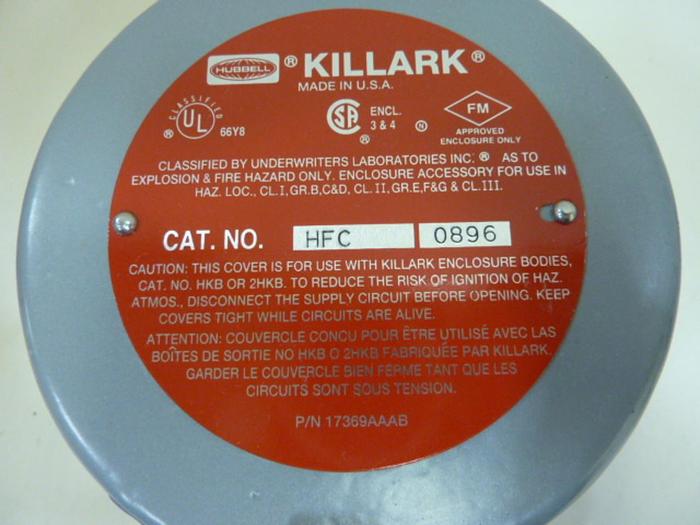 HUBBELL ® KILLARK ®
MADE IN U.S.A.
CLASSIFIED
® UL 66Y8
SA ® ENCL. 3 & 4 N
FM
APPROVED
ENCLOSURE ONLY
CLASSIFIED BY UNDERWRITERS LABORATORIES INC. ® AS TO
EXPLOSION & FIRE HAZARD ONLY. ENCLOSURE ACCESSORY FOR USE IN
HAZ. LOC., CL.I,GR.B,C&D, CL.II,GR.E,F&G & CL.III.
CAT. NO. HFC 0896
CAUTION: THIS COVER IS FOR USE WITH KILLARK ENCLOSURE BODIES,
CAT. NO. HKB OR 2HKB. TO REDUCE THE RISK OF IGNITION OF HAZ.
ATMOS., DISCONNECT THE SUPPLY CIRCUIT BEFORE OPENING. KEEP
COVERS TIGHT WHILE CIRCUITS ARE ALIVE.
ATTENTION: COUVERCLE CONCU POUR ÊTRE UTILISÉ AVEC LAS
BOÎTES DE SORTIE NO HKB O 2HKB FABRIQUÉE PAR KILLARK.
GARDER LE COUVERCLE BIEN FERME TANT QUE LES
CIRCUITS SONT SOUS TENSION.
P/N 17369AAAB